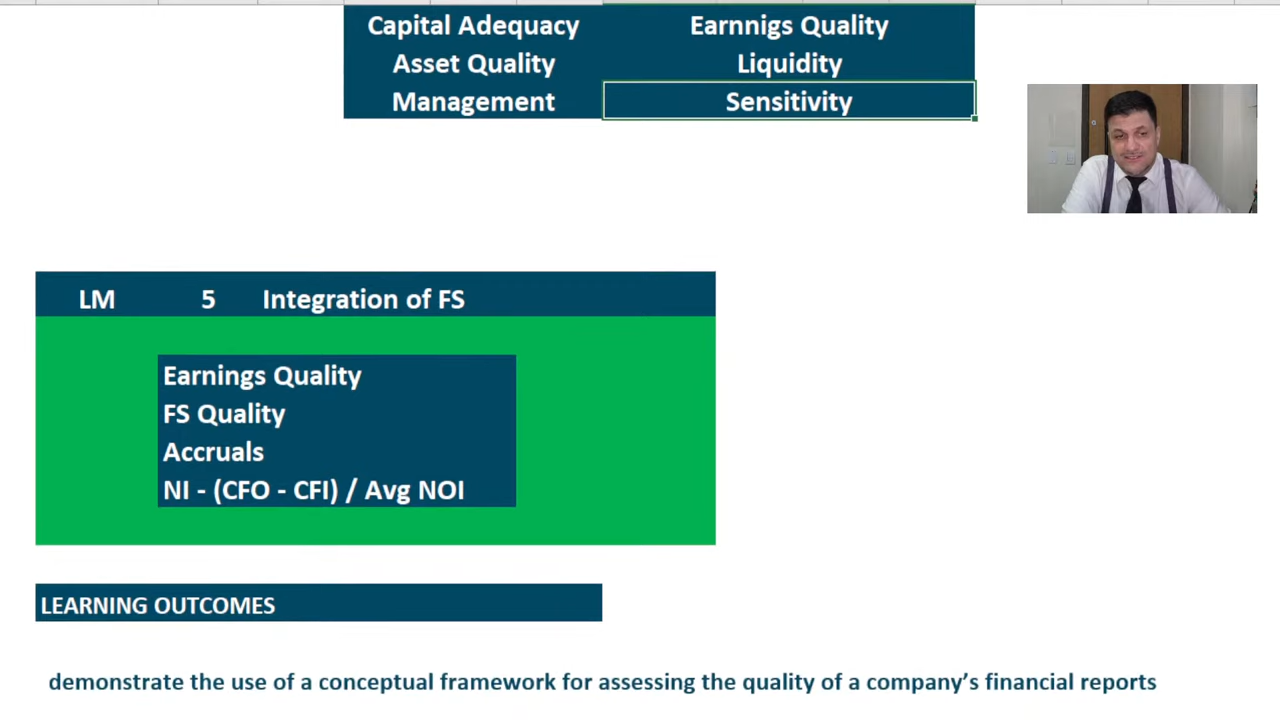 Capital Adequacy Earnnigs Quality
Asset Quality Liquidity
Management Sensitivity
LM 5 Integration of FS
Earnings Quality
FS Quality
Accruals
NI - (CFO - CFI) / Avg NOI
LEARNING OUTCOMES
demonstrate the use of a conceptual framework for assessing the quality of a company’s financial reports